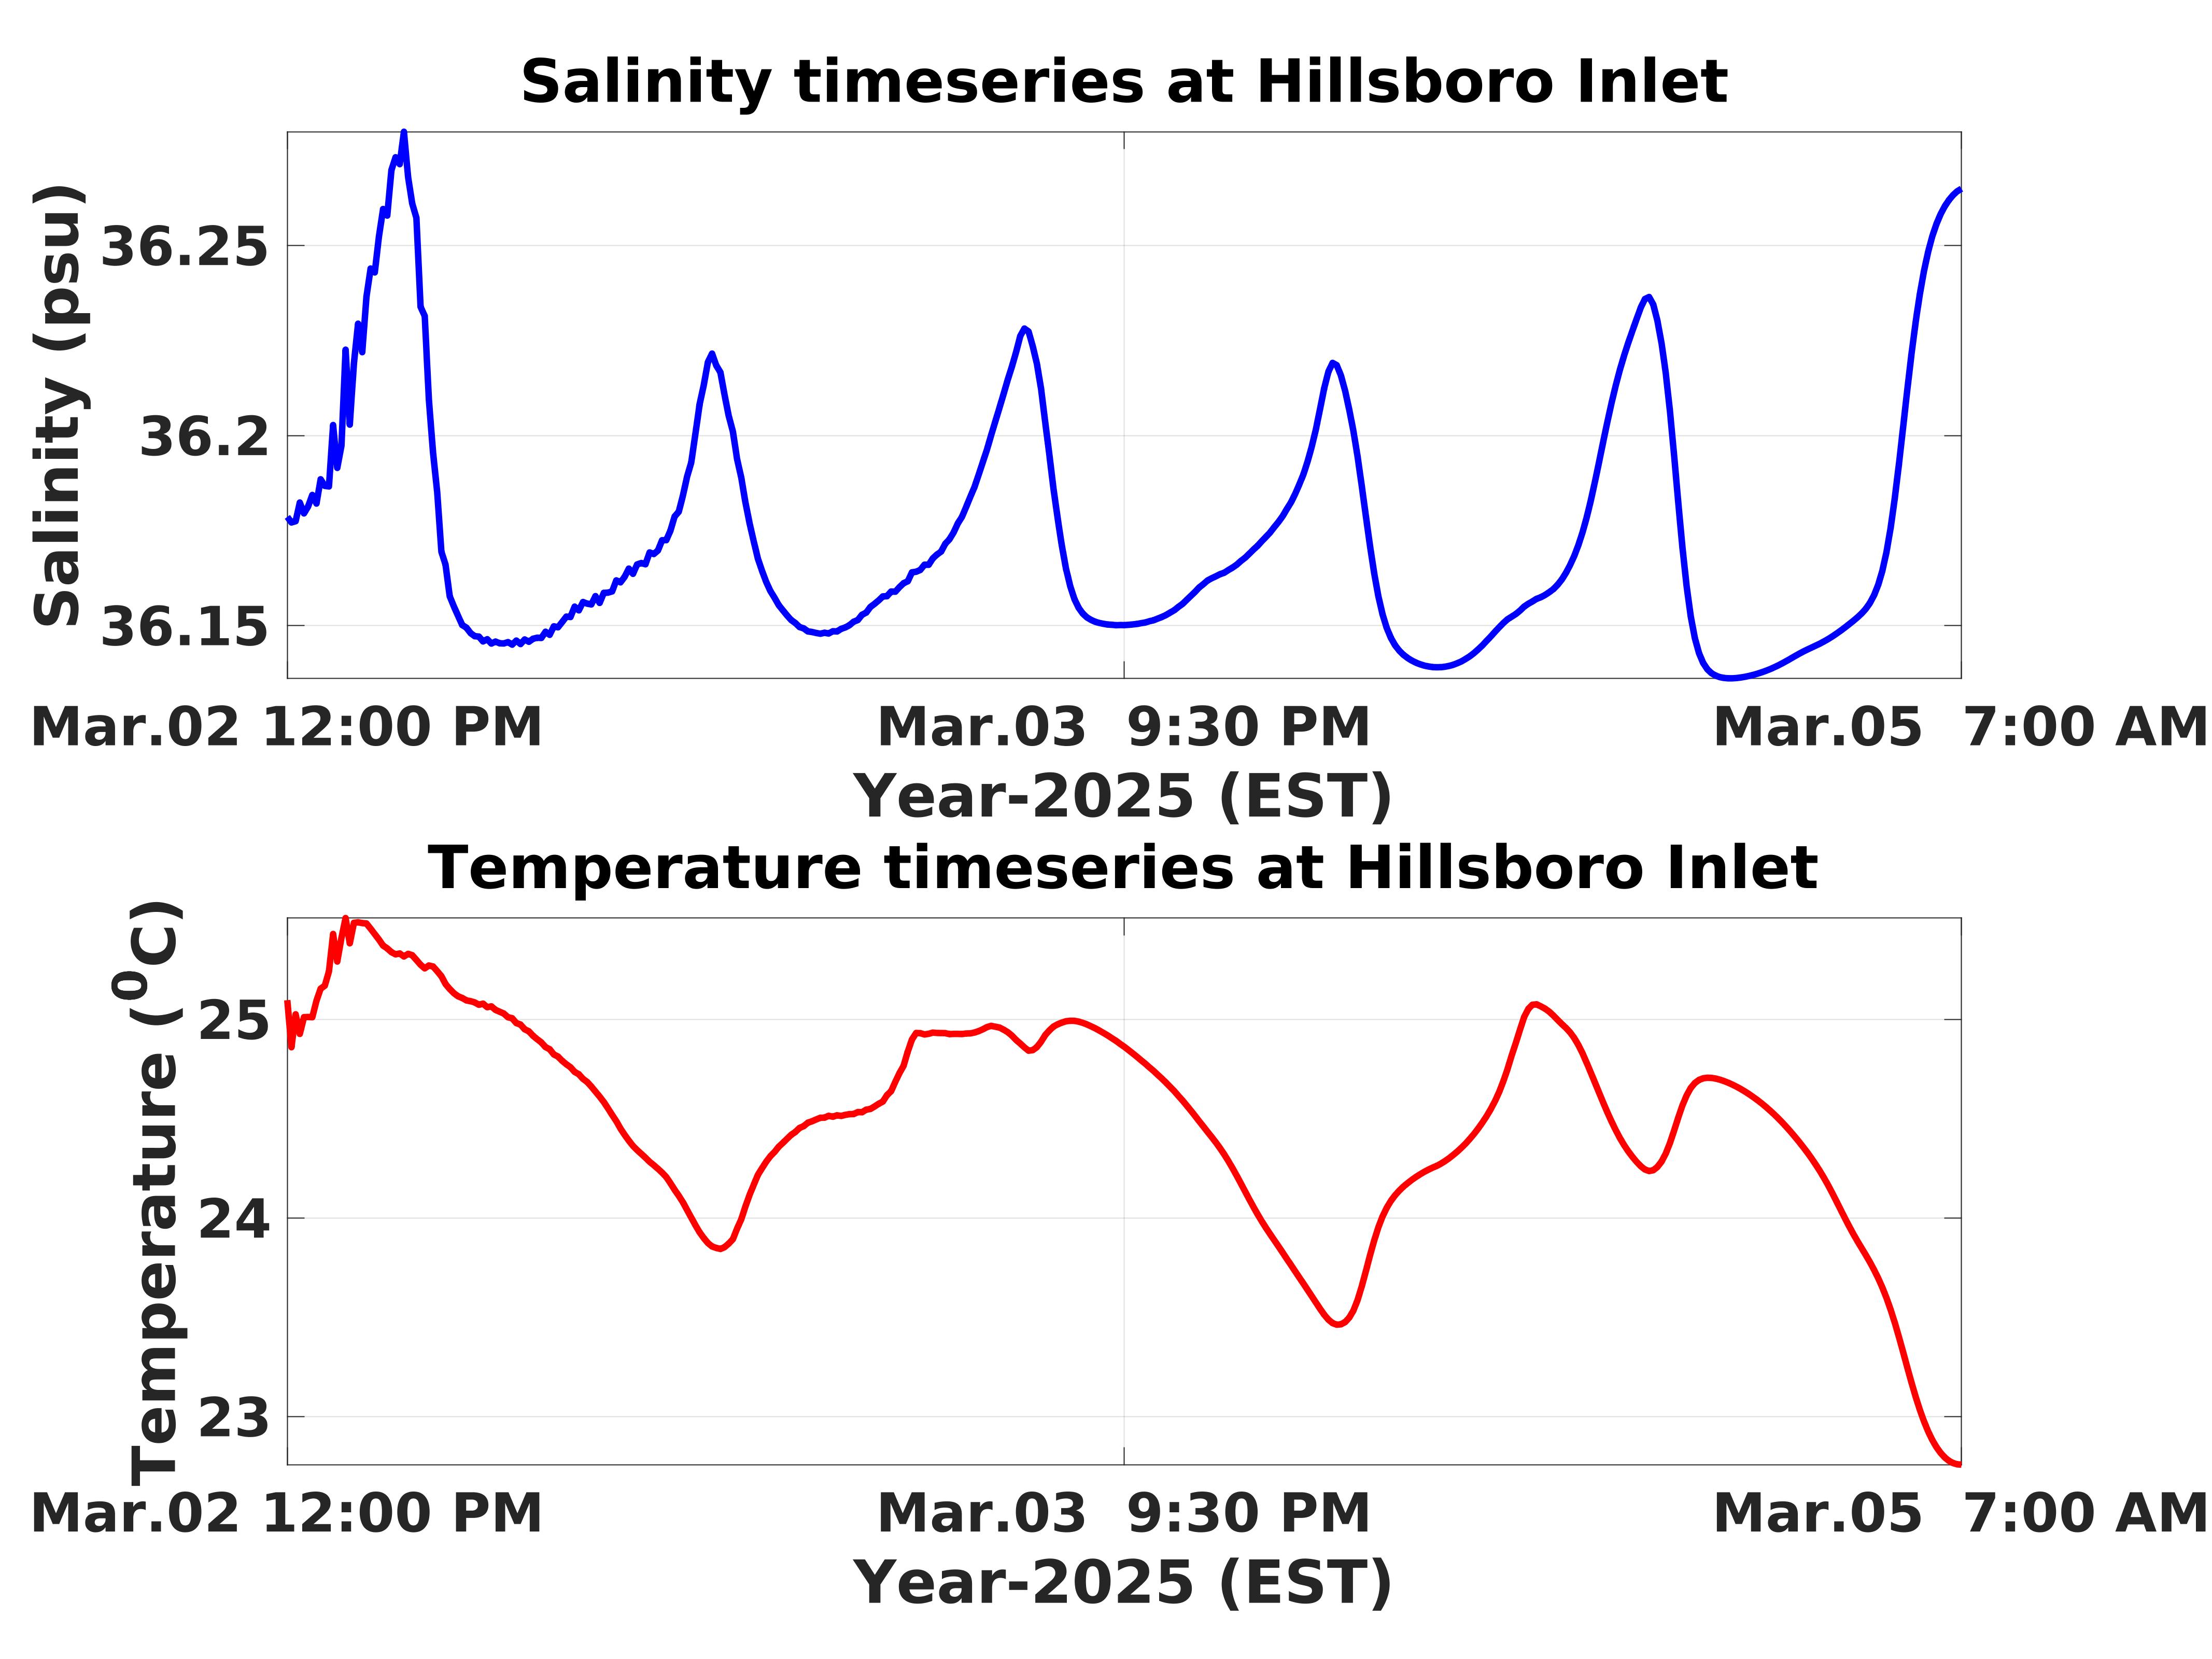 Salinity timeseries at Hillsboro Inlet
Salinity (psu)
36.25
36.2
36.15
Mar.02 12:00 PM
Mar.03  9:30 PM
Mar.05  7:00 AM
Year-2025 (EST)
Temperature timeseries at Hillsboro Inlet
Temperature (⁰C)
25
24
23
Mar.02 12:00 PM
Mar.03  9:30 PM
Mar.05  7:00 AM
Year-2025 (EST)